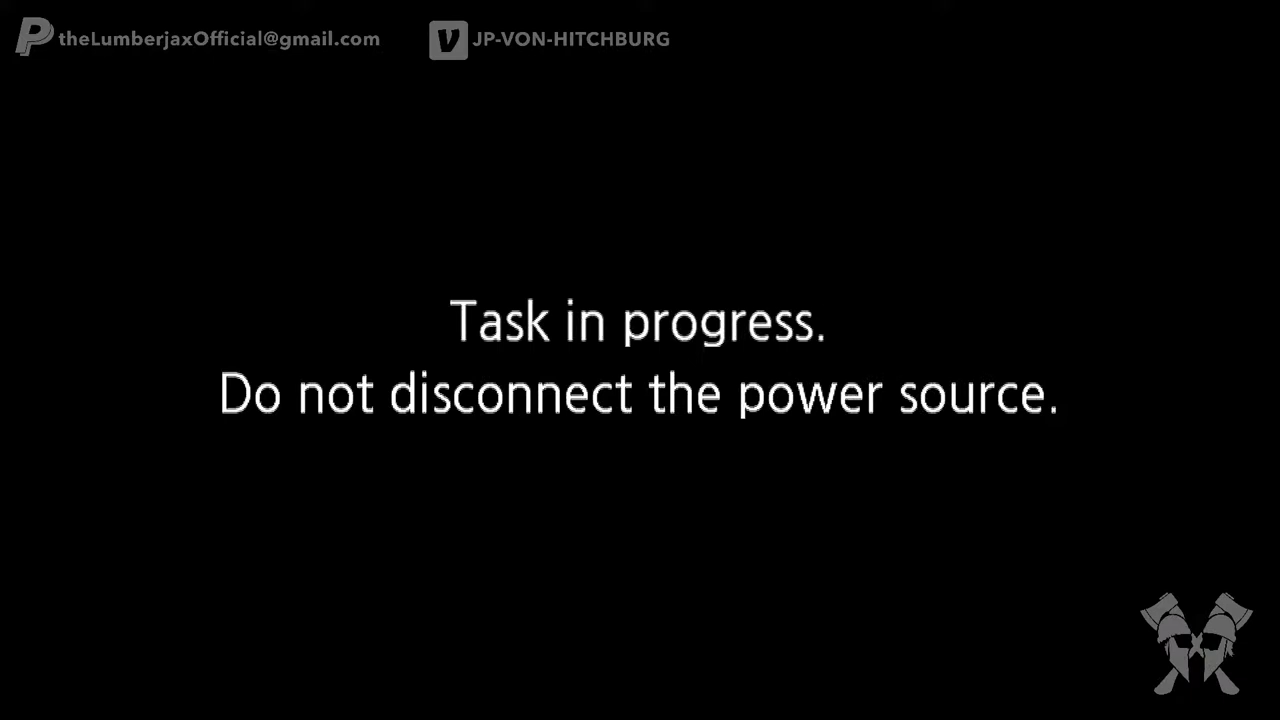 theLumberjaxOfficial@gmail.com
JP-VON-HITCHBURG
Task in progress.
Do not disconnect the power source.